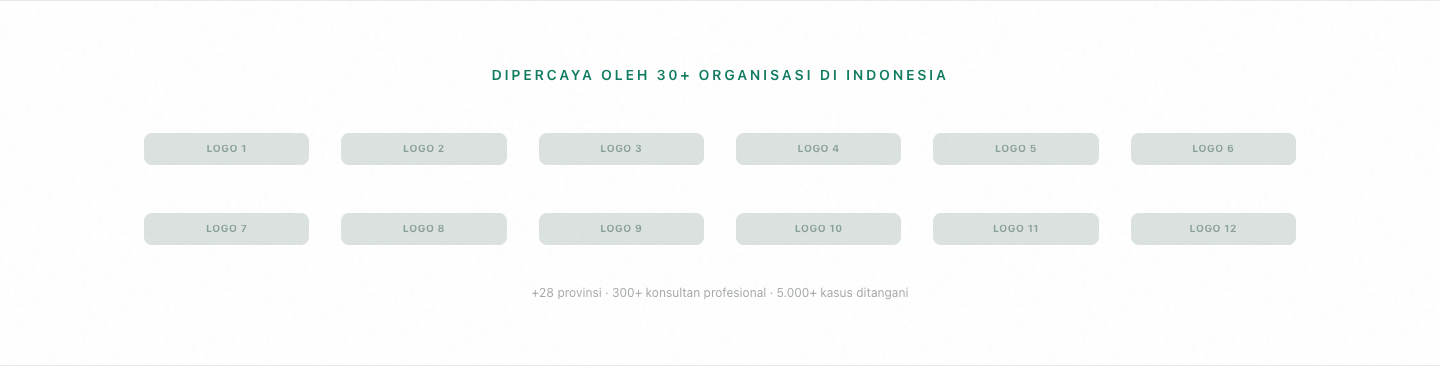 DIPERCAYA OLEH 30+ ORGANISASI DI INDONESIA
LOGO 1 LOGO 2 LOGO 3 LOGO 4 LOGO 5 LOGO 6
LOGO 7 LOGO 8 LOGO 9 LOGO 10 LOGO 11 LOGO 12
+28 provinsi · 300+ konsultan profesional · 5.000+ kasus ditangani